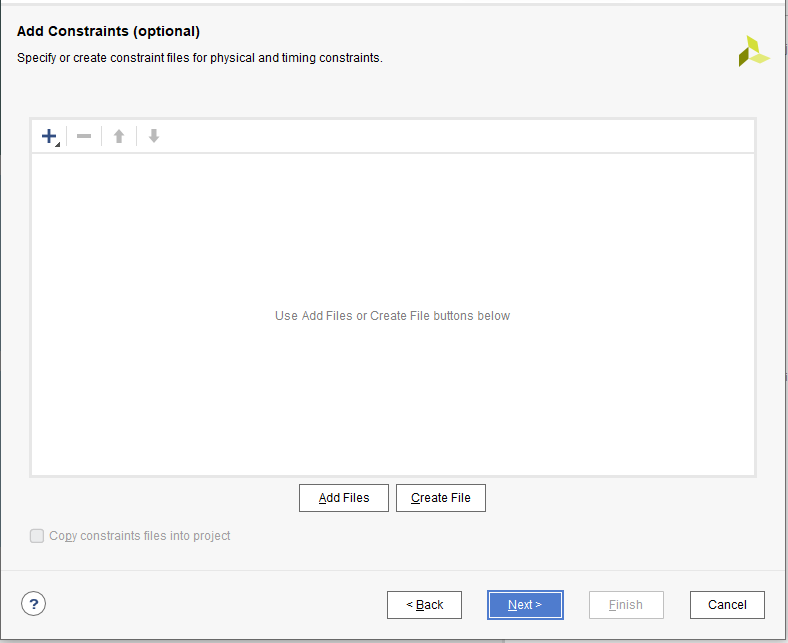 Add Constraints (optional)
Specify or create constraint files for physical and timing constraints.
Use Add Files or Create File buttons below
Add Files
Create File
Copy constraints files into project
?
< Back
Next >
Finish
Cancel